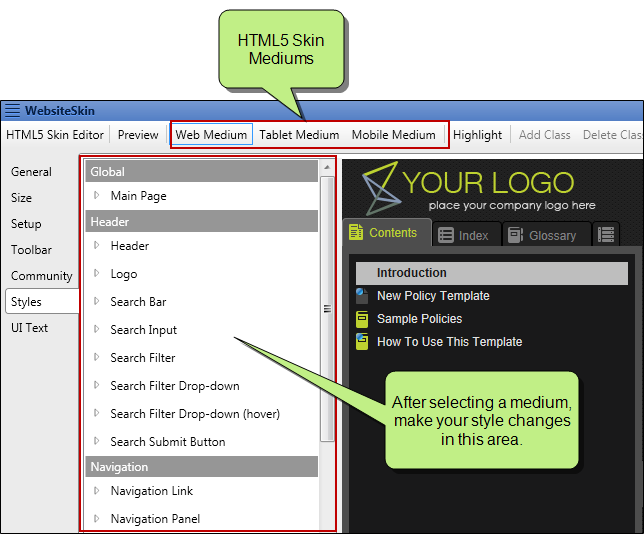 HTML5 Skin
Mediums
WebsiteSkin
HTML5 Skin Editor Preview Web Medium Tablet Medium Mobile Medium Highlight Add Class Delete Clas
General
Size
Setup
Toolbar
Community
Styles
UI Text
Global
Main Page
Header
Header
Logo
Search Bar
Search Input
Search Filter
Search Filter Drop-down
Search Filter Drop-down (hover)
Search Submit Button
Navigation
Navigation Link
Navigation Panel
YOUR LOGO
place your company logo here
Contents Index Glossary
Introduction
New Policy Template
Sample Policies
How To Use This Template
After selecting a medium,
make your style changes
in this area.